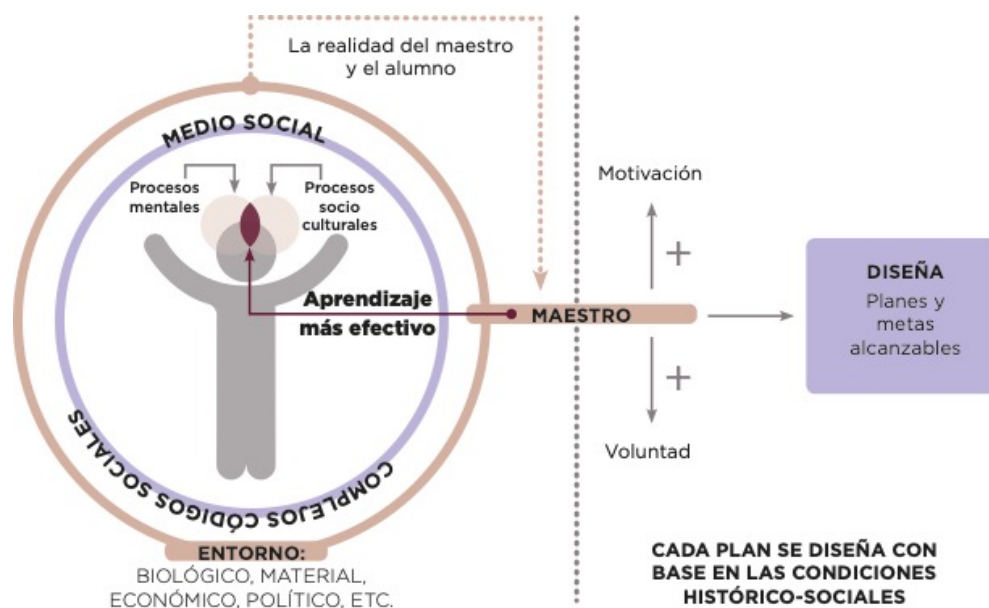 La realidad del maestro
y el alumno
MEDIO SOCIAL
Procesos
mentales
Procesos
socio
culturales
Aprendizaje
más efectivo
COMPLEJOS CÓDIGOS SOCIALES
ENTORNO:
BIOLÓGICO, MATERIAL,
ECONÓMICO, POLÍTICO, ETC.
Motivación
+
MAESTRO
+
Voluntad
DISEÑA
Planes y
metas
alcanzables
CADA PLAN SE DISEÑA CON
BASE EN LAS CONDICIONES
HISTÓRICO-SOCIALES